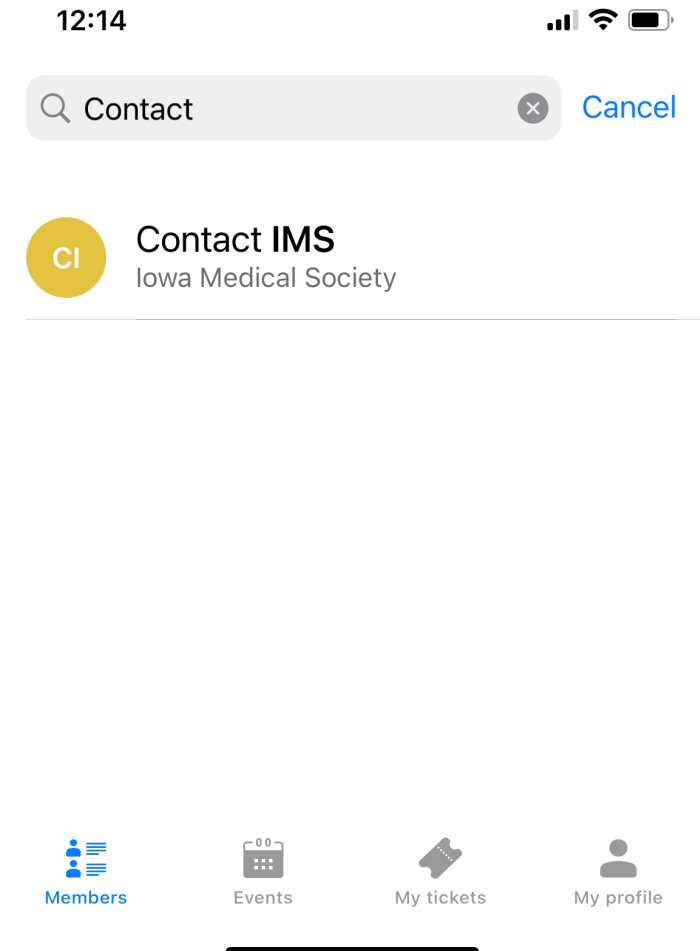 12:14
Contact
Cancel
CI
Contact IMS
Iowa Medical Society
Members
Events
My tickets
My profile